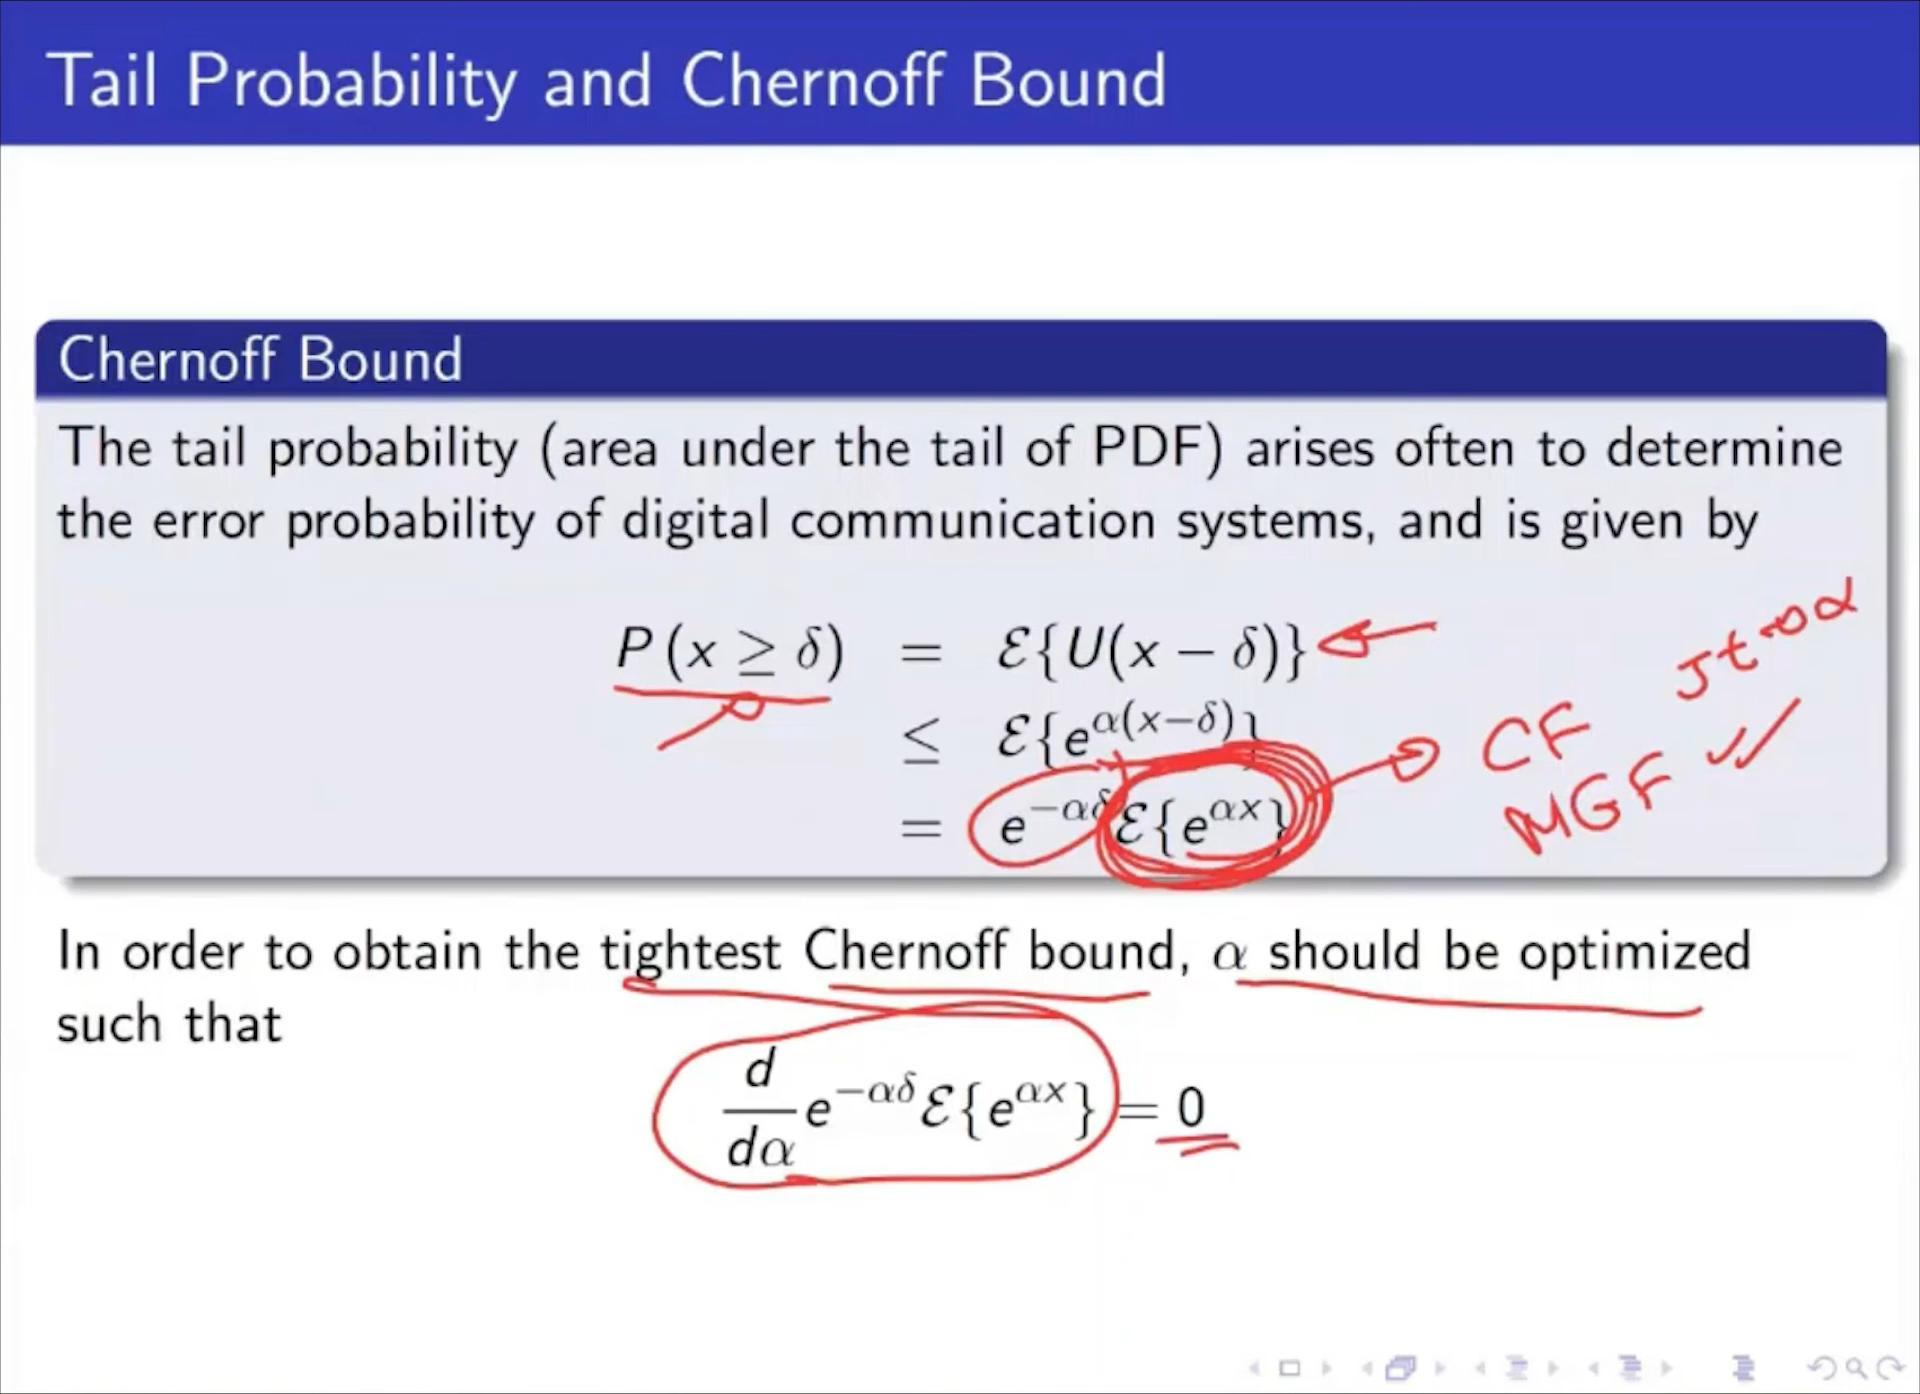 Tail Probability and Chernoff Bound
Chernoff Bound
The tail probability (area under the tail of PDF) arises often to determine
the error probability of digital communication systems, and is given by
P(x ≥ δ) = ℰ{U(x − δ)}
≤ ℰ{e^{α(x−δ)}}
= e^{−αδ}ℰ{e^{αx}}
Jt→α
CF
MGF
In order to obtain the tightest Chernoff bound, α should be optimized
such that
d/dα e^{−αδ}ℰ{e^{αx}} = 0